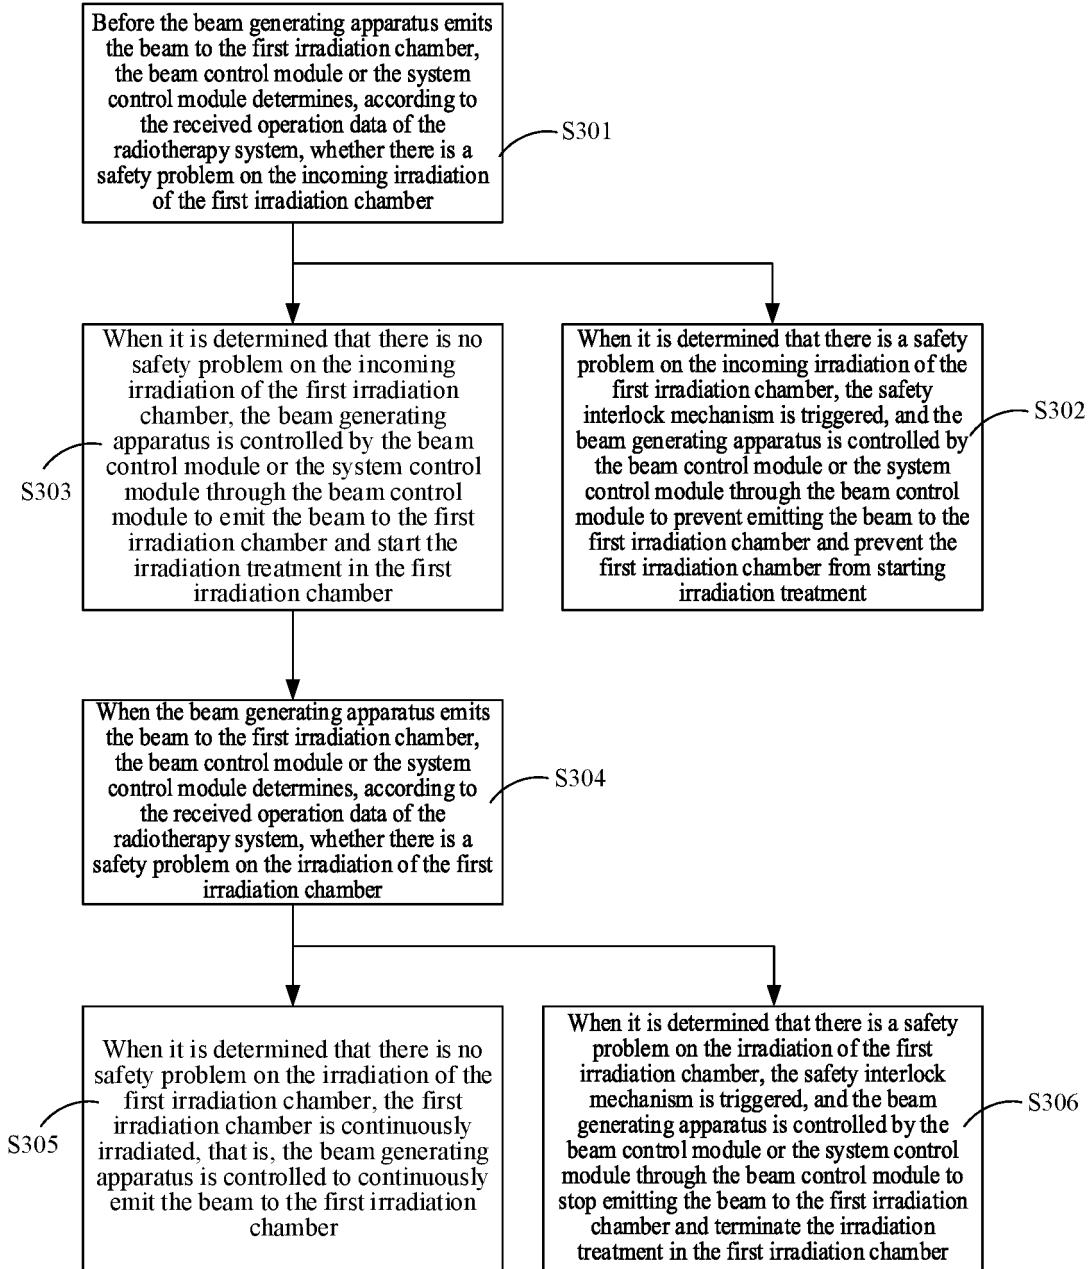 Before the beam generating apparatus emits
the beam to the first irradiation chamber,
the beam control module or the system
control module determines, according to
the received operation data of the
radiotherapy system, whether there is a
safety problem on the incoming irradiation
of the first irradiation chamber
S301
When it is determined that there is no
safety problem on the incoming
irradiation of the first irradiation
chamber, the beam generating
apparatus is controlled by the beam
control module or the system control
module through the beam control
module to emit the beam to the first
irradiation chamber and start the
irradiation treatment in the first
irradiation chamber
S303
When it is determined that there is a safety
problem on the incoming irradiation of the
first irradiation chamber, the safety
interlock mechanism is triggered, and the
beam generating apparatus is controlled by
the beam control module or the system
control module through the beam control
module to prevent emitting the beam to the
first irradiation chamber and prevent the
first irradiation chamber from starting
irradiation treatment
S302
When the beam generating apparatus emits
the beam to the first irradiation chamber,
the beam control module or the system
control module determines, according to
the received operation data of the
radiotherapy system, whether there is a
safety problem on the irradiation of the first
irradiation chamber
S304
When it is determined that there is no
safety problem on the irradiation of the
first irradiation chamber, the first
irradiation chamber is continuously
irradiated, that is, the beam generating
apparatus is controlled to continuously
emit the beam to the first irradiation
chamber
S305
When it is determined that there is a safety
problem on the irradiation of the first
irradiation chamber, the safety interlock
mechanism is triggered, and the beam
generating apparatus is controlled by the
beam control module or the system control
module through the beam control module to
stop emitting the beam to the first irradiation
chamber and terminate the irradiation
treatment in the first irradiation chamber
S306